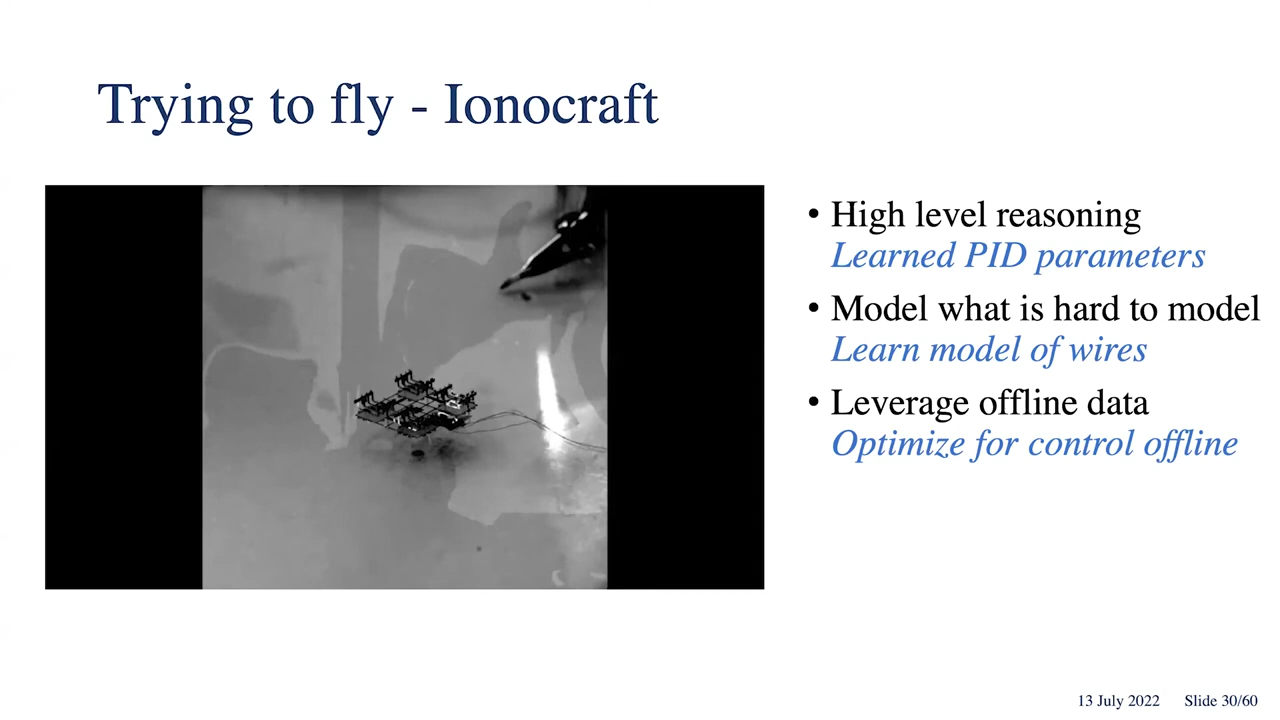 Trying to fly - Ionocraft
• High level reasoning
Learned PID parameters
• Model what is hard to model
Learn model of wires
• Leverage offline data
Optimize for control offline
13 July 2022 Slide 30/60